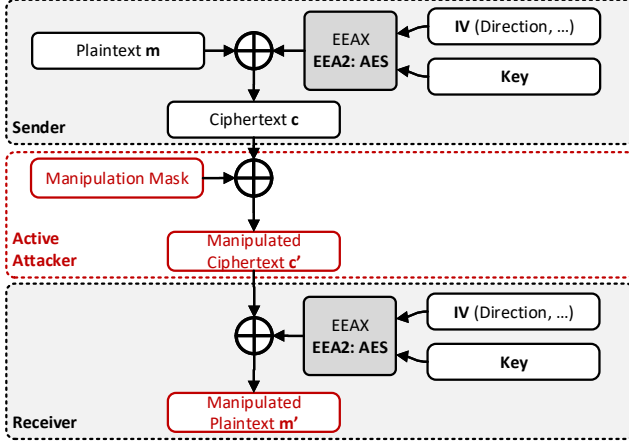 Plaintext m
EEAX
EEA2: AES
IV (Direction, ...)
Key
Ciphertext c
Sender
Manipulation Mask
Active
Attacker
Manipulated
Ciphertext c'
EEAX
EEA2: AES
IV (Direction, ...)
Key
Manipulated
Plaintext m'
Receiver